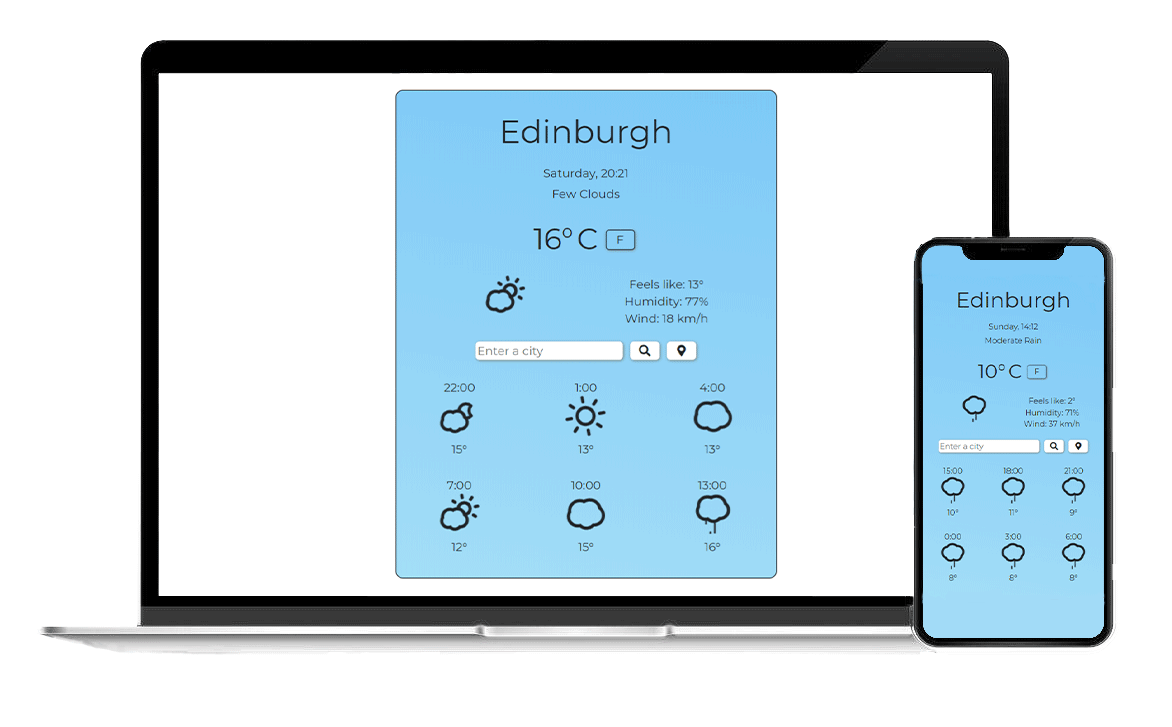 Edinburgh
Saturday, 20:21
Few Clouds
16° C F
Feels like: 13°
Humidity: 77%
Wind: 18 km/h
Enter a city
22:00 1:00 4:00
15° 13° 13°
7:00 10:00 13:00
12° 15° 16°
Edinburgh
Sunday, 14:12
Moderate Rain
10° C F
Feels like: 2°
Humidity: 71%
Wind: 37 km/h
Enter a city
15:00 18:00 21:00
10° 11° 9°
0:00 3:00 6:00
8° 8° 8°